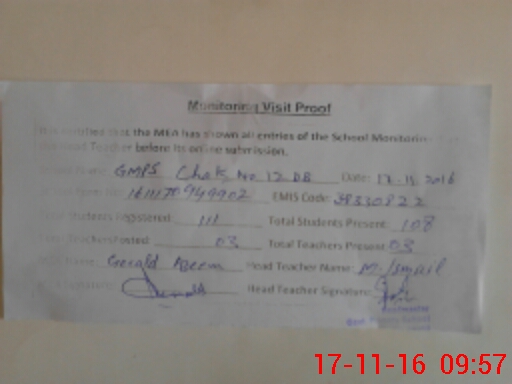 Monitoring Visit Proof
It is certified that the MEA has shown all entries of the School Monitoring
Head Teacher before its online submission.
Name: GMPS Chak No 12 DB Date: 17-11-2016
EMIS Code: 38330822
Students Registered: 111 Total Students Present: 108
Teachers Posted: 03 Total Teachers Present: 03
Name: Gerald Head Teacher Name: M. Ismail
Signature: Head Teacher Signature:
17-11-16 09:57